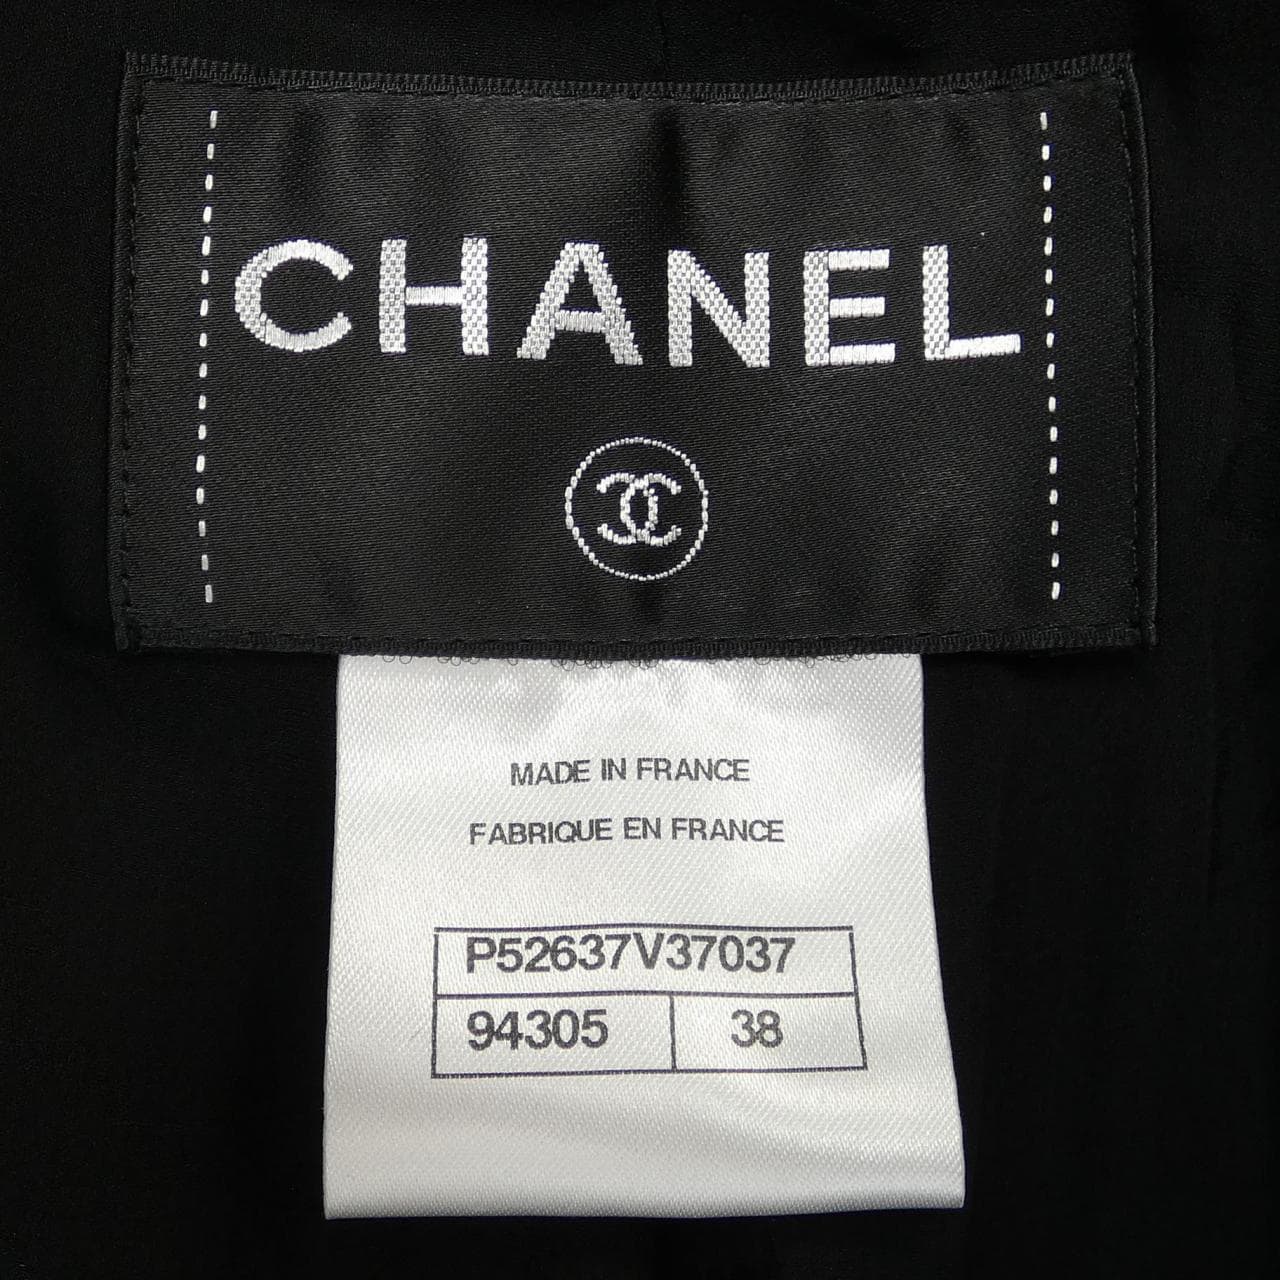 CHANEL
MADE IN FRANCE
FABRIQUE EN FRANCE
P52637V37037
94305 38